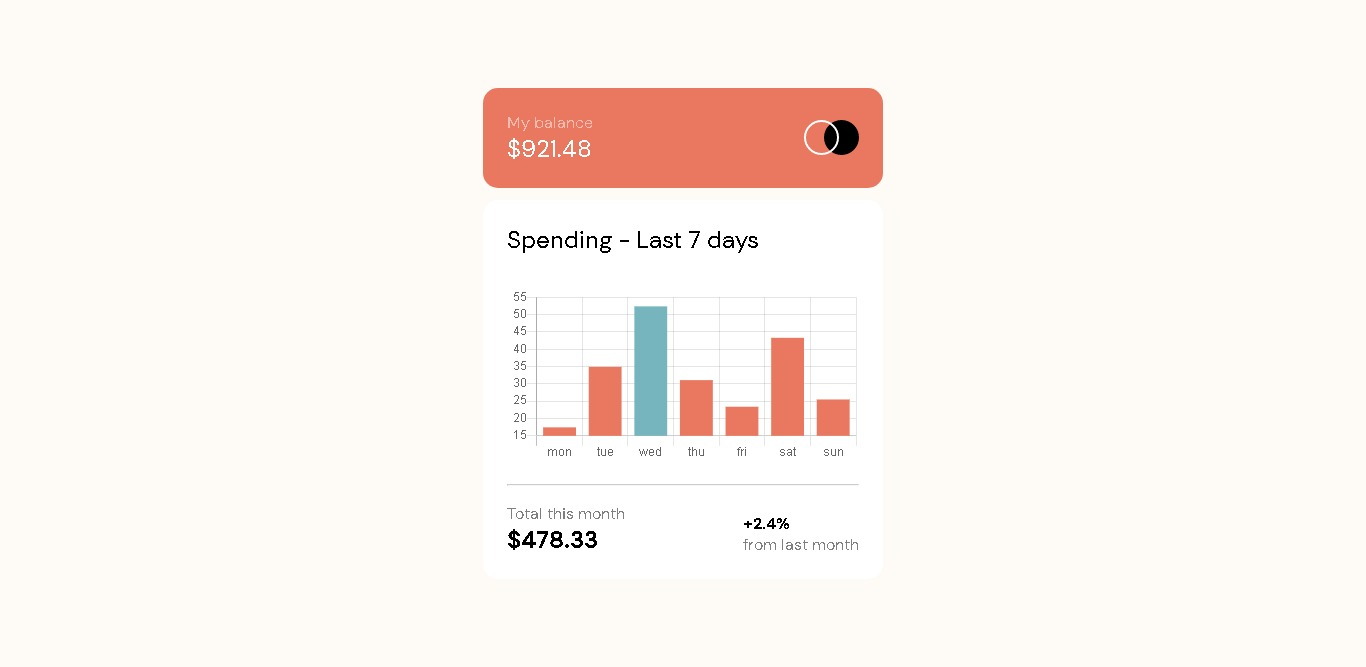 My balance
$921.48
Spending - Last 7 days
55
50
45
40
35
30
25
20
15
mon tue wed thu fri sat sun
Total this month
$478.33
+2.4%
from last month